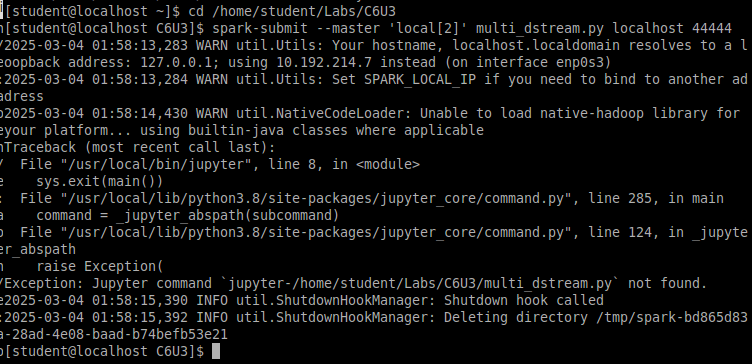 [student@localhost ~]$ cd /home/student/Labs/C6U3
[student@localhost C6U3]$ spark-submit --master 'local[2]' multi_dstream.py localhost 44444
/2025-03-04 01:58:13,283 WARN util.Utils: Your hostname, localhost.localdomain resolves to a l
eoopback address: 127.0.0.1; using 10.192.214.7 instead (on interface enp0s3)
:2025-03-04 01:58:13,284 WARN util.Utils: Set SPARK_LOCAL_IP if you need to bind to another ad
adress
o2025-03-04 01:58:14,430 WARN util.NativeCodeLoader: Unable to load native-hadoop library for
eyour platform... using builtin-java classes where applicable
nTraceback (most recent call last):
/  File "/usr/local/bin/jupyter", line 8, in <module>
e    sys.exit(main())
:  File "/usr/local/lib/python3.8/site-packages/jupyter_core/command.py", line 285, in main
a    command = _jupyter_abspath(subcommand)
o  File "/usr/local/lib/python3.8/site-packages/jupyter_core/command.py", line 124, in _jupyte
er_abspath
n    raise Exception(
/Exception: Jupyter command `jupyter-/home/student/Labs/C6U3/multi_dstream.py` not found.
e2025-03-04 01:58:15,390 INFO util.ShutdownHookManager: Shutdown hook called
:2025-03-04 01:58:15,392 INFO util.ShutdownHookManager: Deleting directory /tmp/spark-bd865d83
a-28ad-4e08-baad-b74befb53e21
o[student@localhost C6U3]$